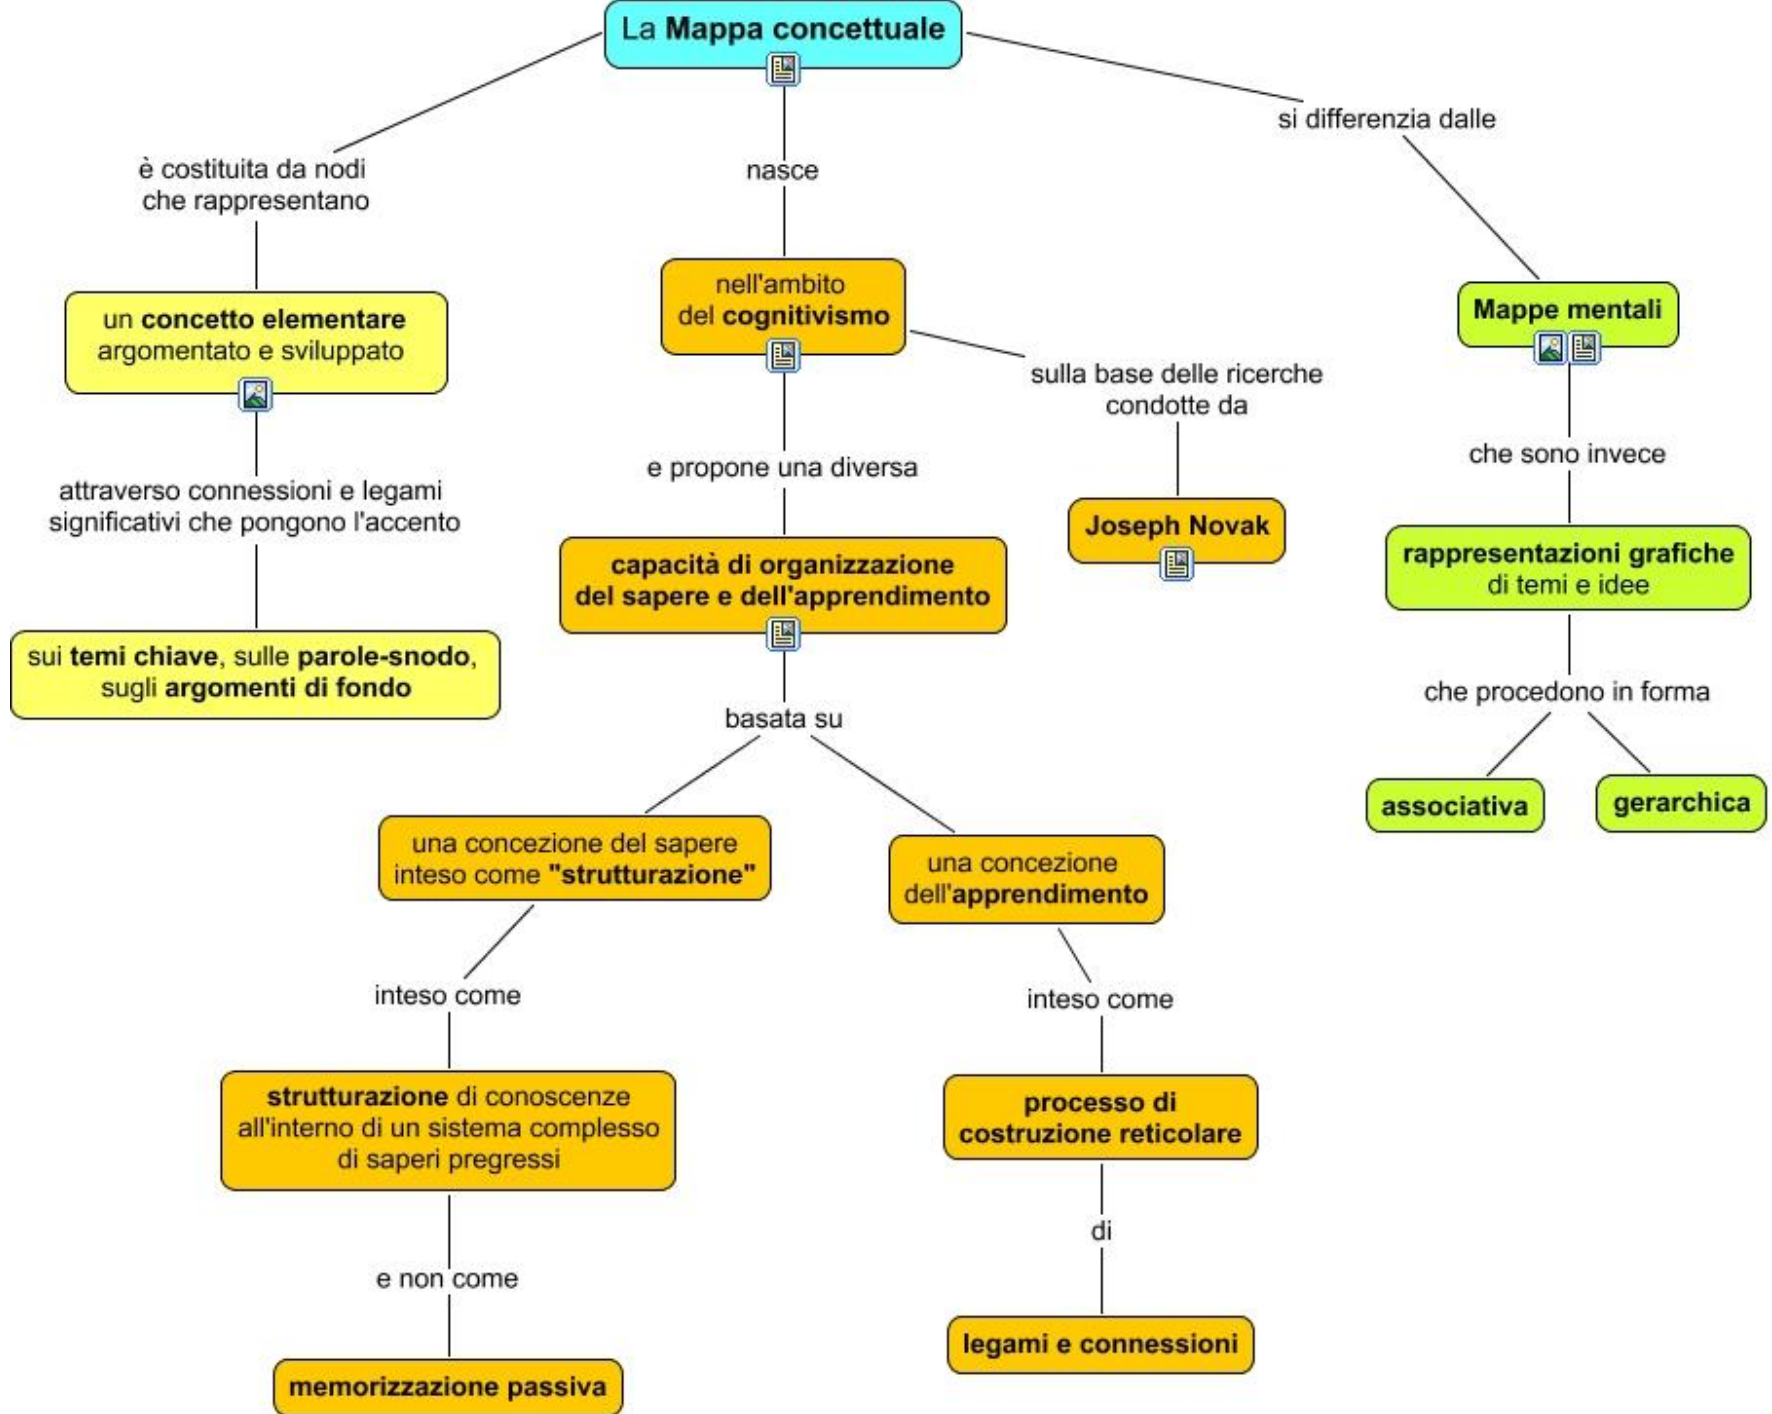 La Mappa concettuale
è costituita da nodi
che rappresentano
un concetto elementare
argomentato e sviluppato
attraverso connessioni e legami
significativi che pongono l'accento
sui temi chiave, sulle parole-snodo,
sugli argomenti di fondo
nasce
nell'ambito
del cognitivismo
sulla base delle ricerche
condotte da
Joseph Novak
e propone una diversa
capacità di organizzazione
del sapere e dell'apprendimento
basata su
una concezione del sapere
inteso come "strutturazione"
inteso come
strutturazione di conoscenze
all'interno di un sistema complesso
di saperi pregressi
e non come
memorizzazione passiva
una concezione
dell'apprendimento
inteso come
processo di
costruzione reticolare
di
legami e connessioni
si differenzia dalle
Mappe mentali
che sono invece
rappresentazioni grafiche
di temi e idee
che procedono in forma
associativa
gerarchica